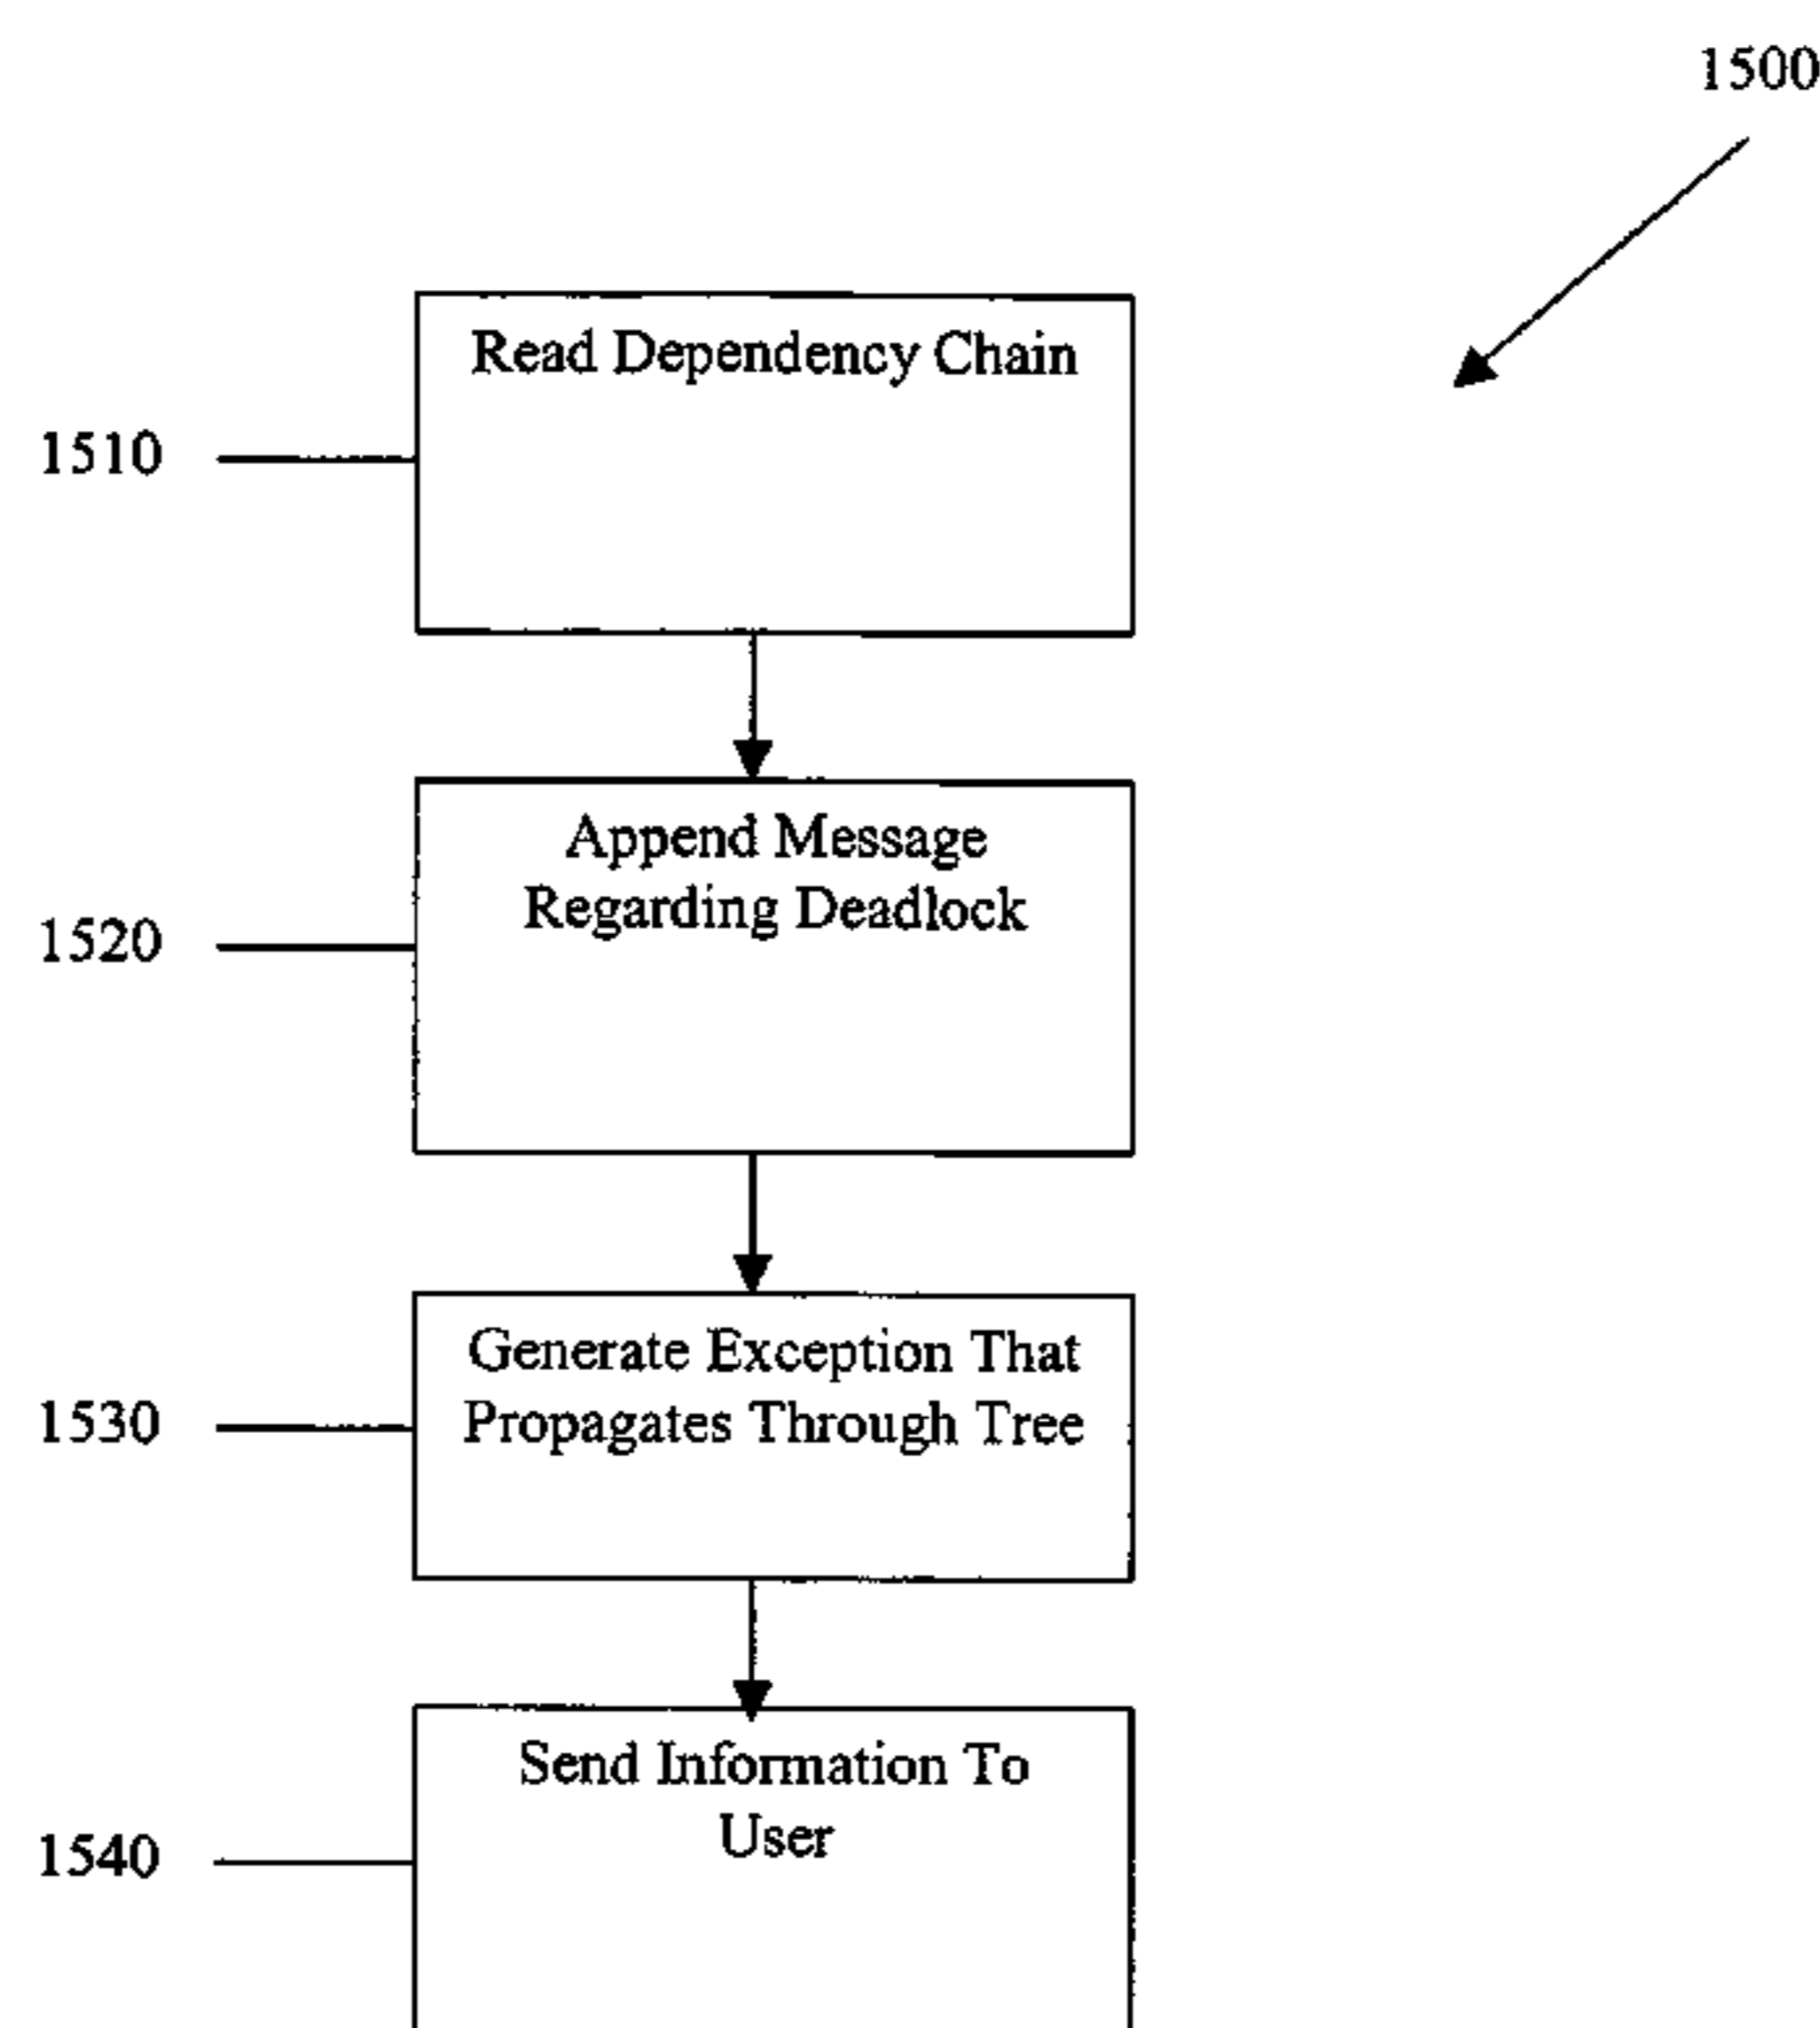 1500
Read Dependency Chain
1510
Append Message
Regarding Deadlock
1520
Generate Exception That
Propagates Through Tree
1530
Send Information To
User
1540